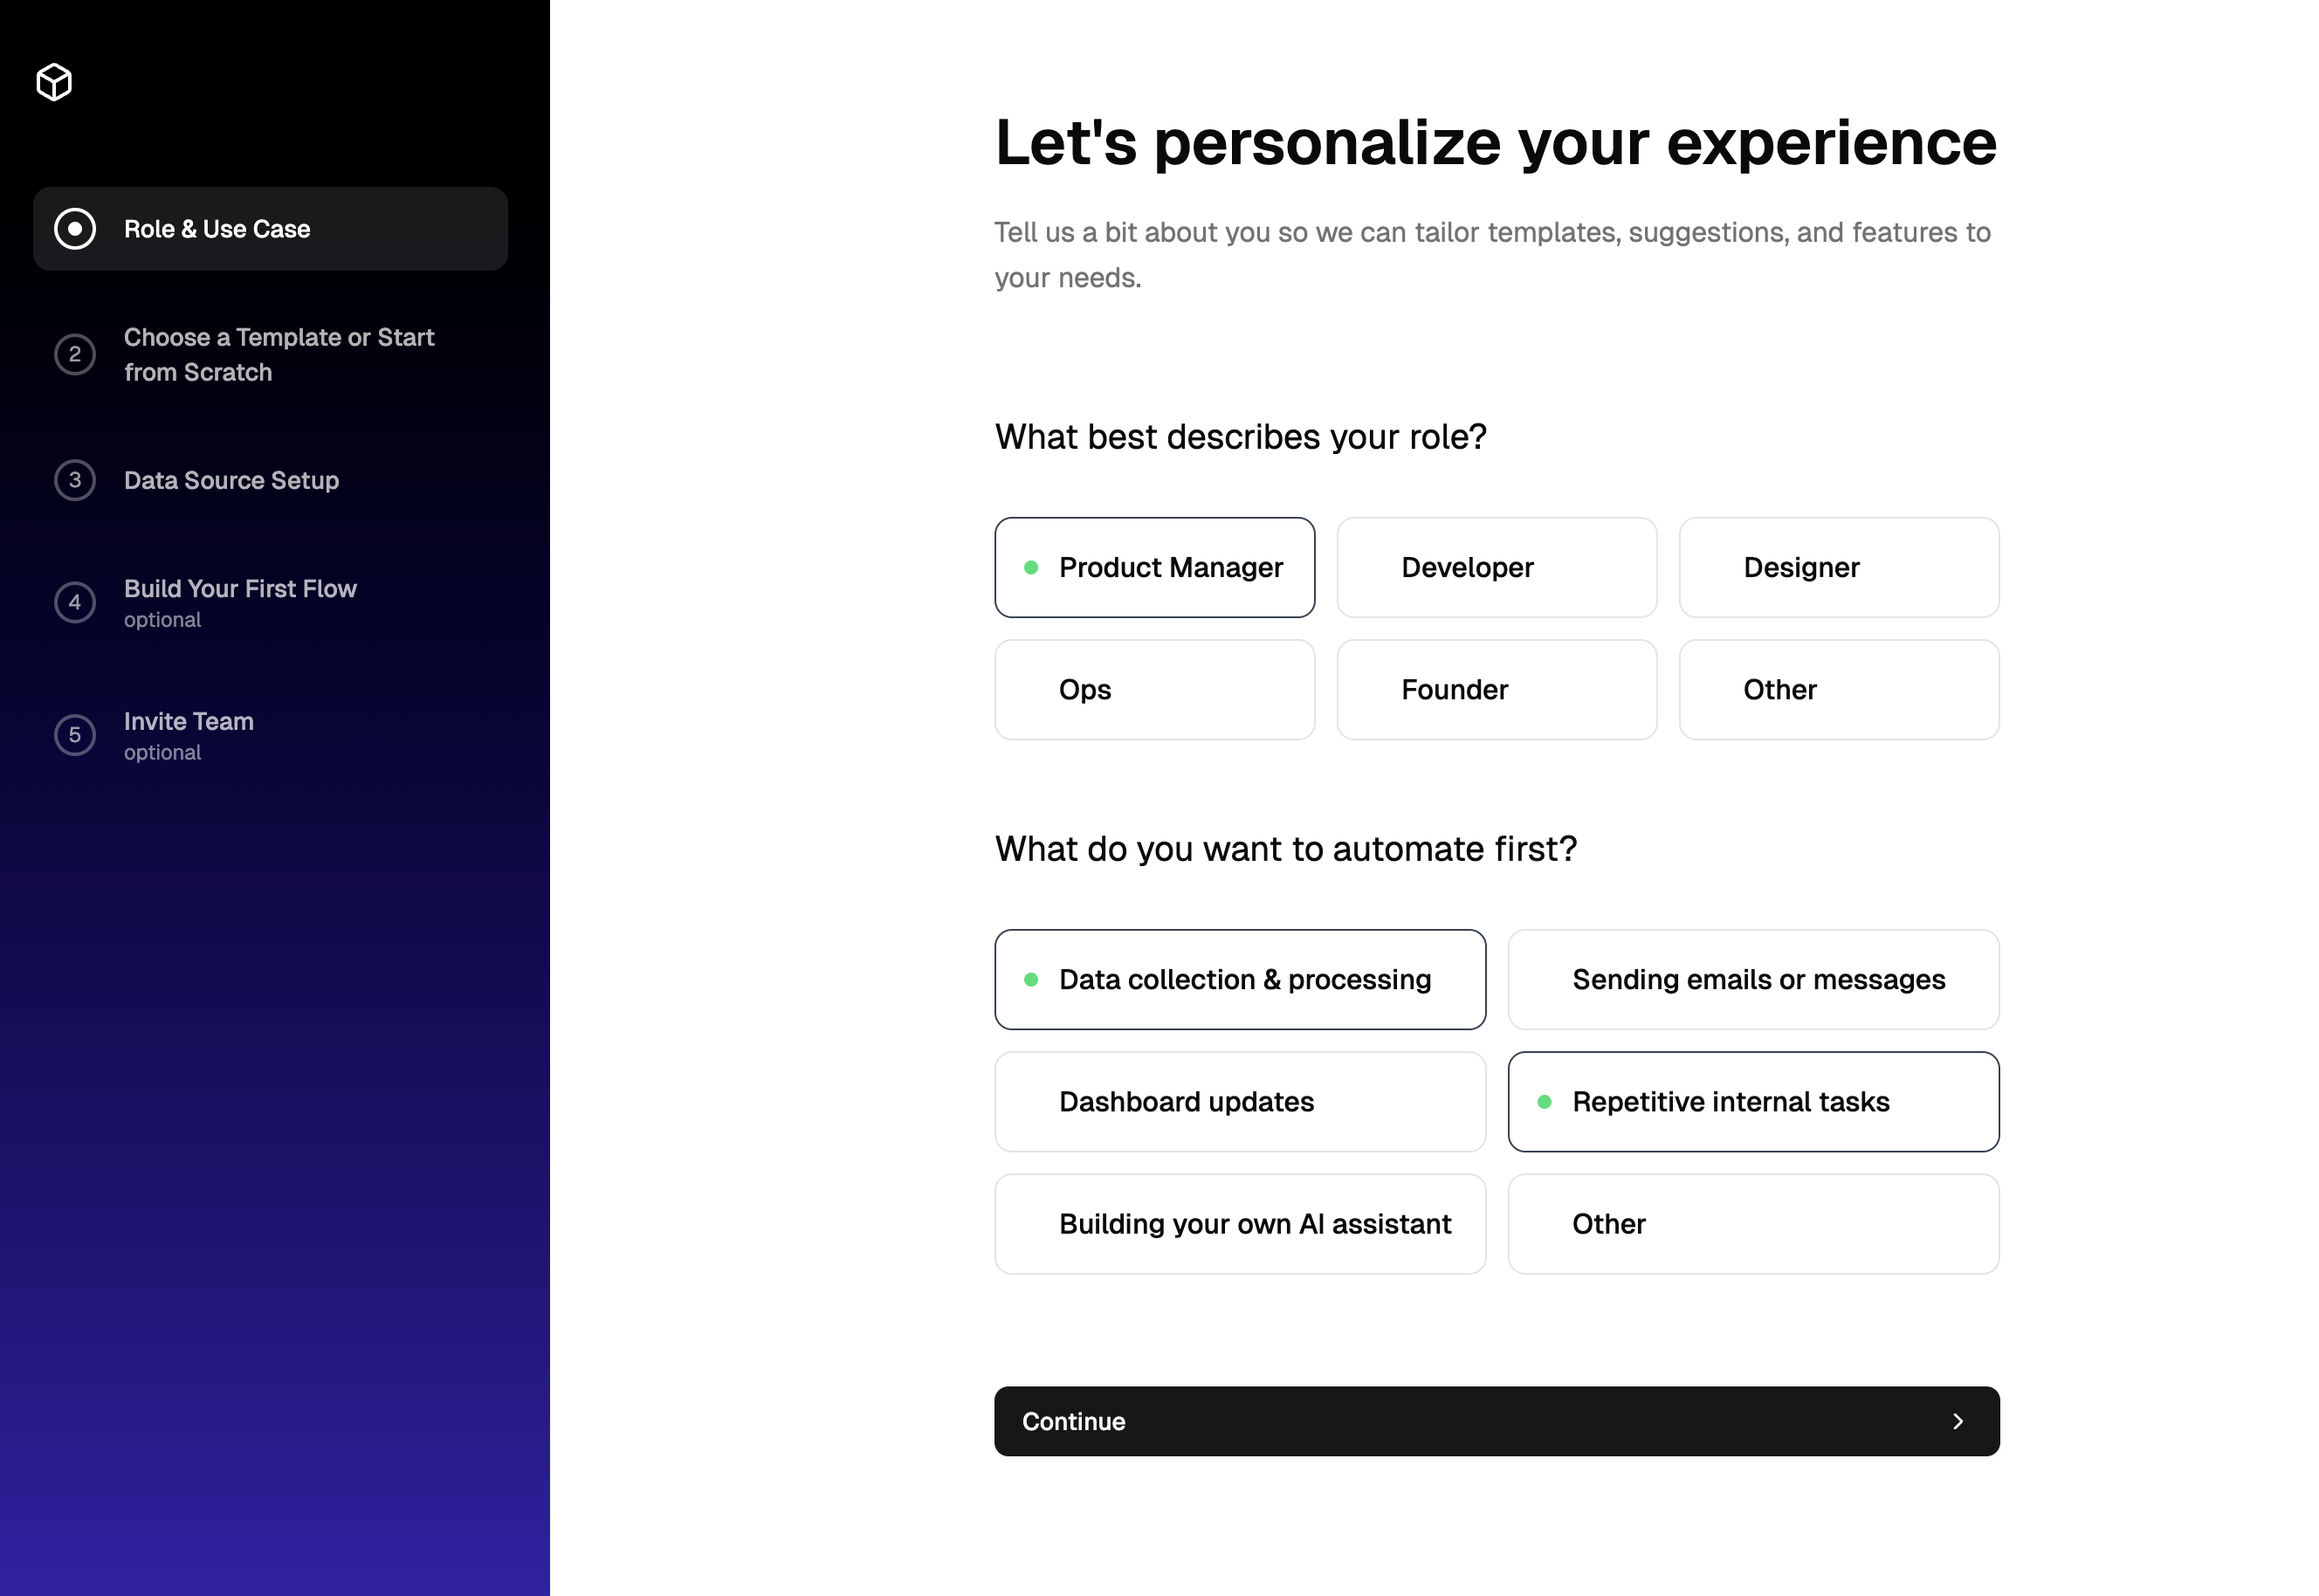 Role & Use Case
2
Choose a Template or Start
from Scratch
3
Data Source Setup
4
Build Your First Flow
optional
5
Invite Team
optional
Let's personalize your experience
Tell us a bit about you so we can tailor templates, suggestions, and features to
your needs.
What best describes your role?
Product Manager
Developer
Designer
Ops
Founder
Other
What do you want to automate first?
Data collection & processing
Sending emails or messages
Dashboard updates
Repetitive internal tasks
Building your own AI assistant
Other
Continue